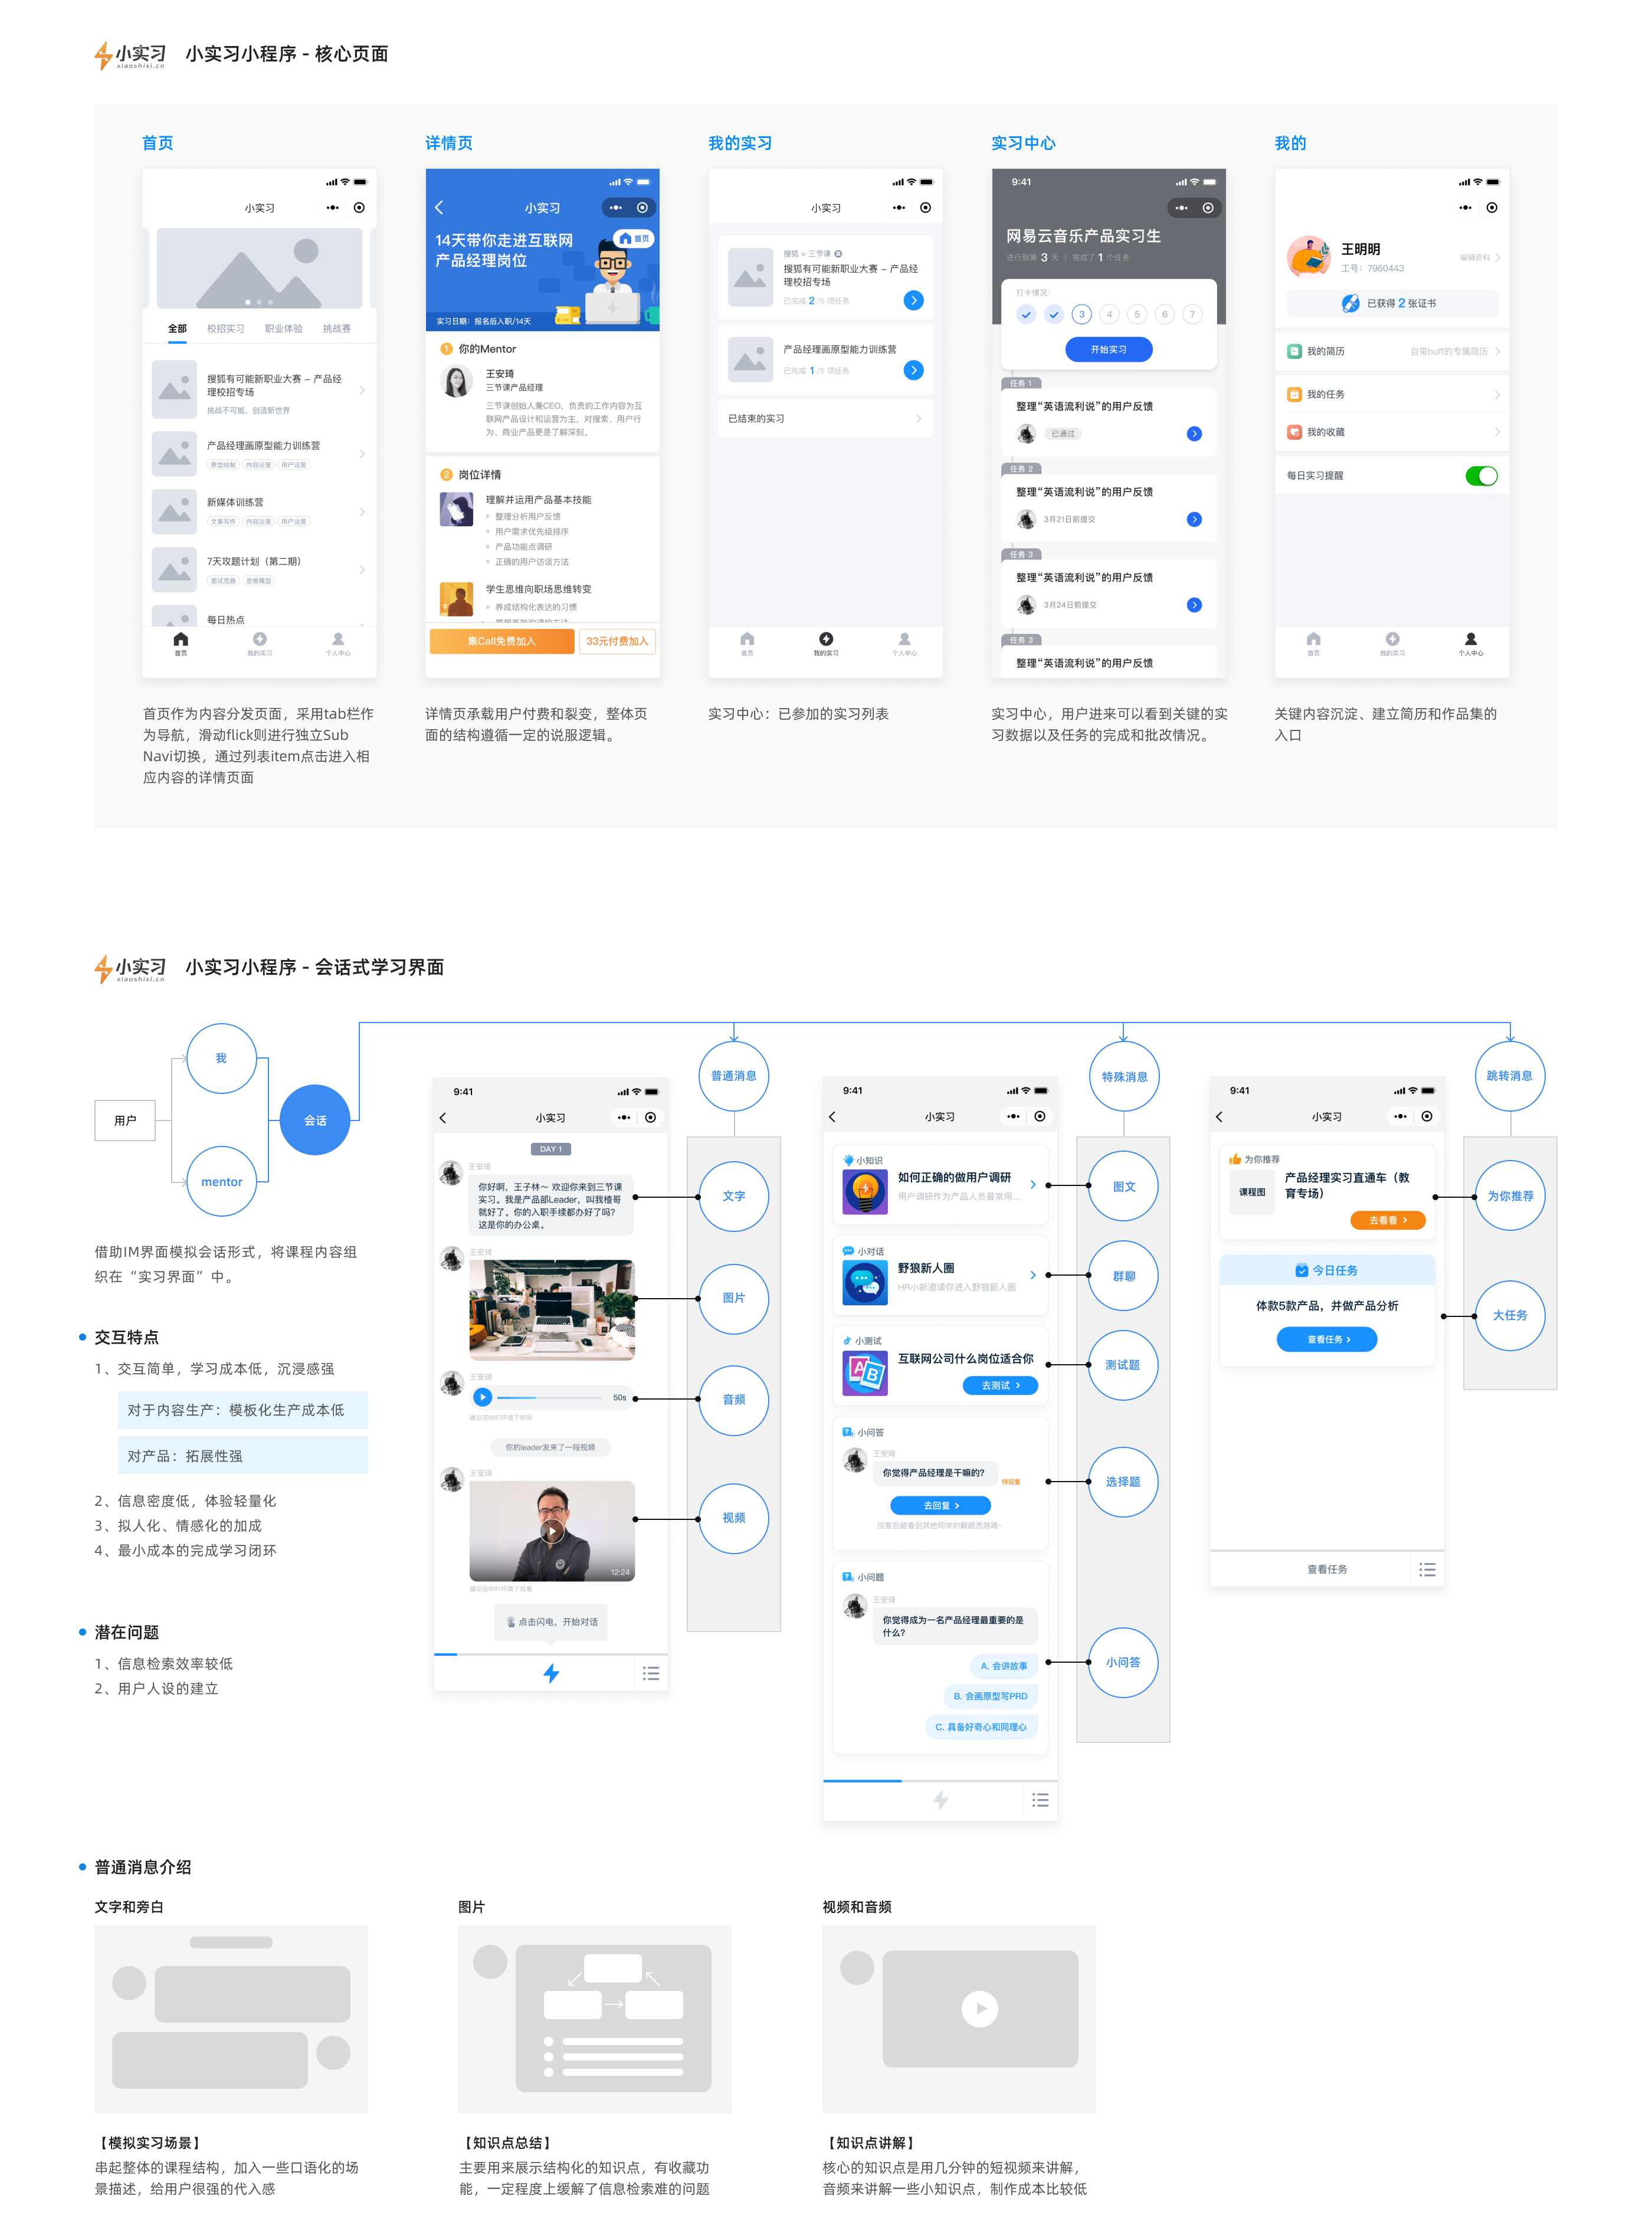 小实习
xiaoshixi.cn
小实习小程序 - 核心页面
首页
小实习
全部
校招实习
职业体验
挑战赛
搜狐有可能新职业大赛 – 产品经
理校招专场
挑战不可能，创造新世界
产品经理画原型能力训练营
原型绘制
内容运营
用户运营
新媒体训练营
文案写作
内容运营
用户运营
7天攻题计划（第二期）
面试思路
思维模型
每日热点
首页
我的实习
个人中心
首页作为内容分发页面，采用tab栏作
为导航，滑动flick则进行独立Sub
Navi切换，通过列表item点击进入相
应内容的详情页面
详情页
小实习
14天带你走进互联网
产品经理岗位
首页
实习日期：报名后入职/14天
1 你的Mentor
王安琦
三节课产品经理
三节课创始人兼CEO，负责的工作内容为互
联网产品设计和运营为主，对搜索、用户行
为、商业产品更是了解深刻。
2 岗位详情
理解并运用产品基本技能
整理分析用户反馈
用户需求优先级排序
产品功能点调研
正确的用户访谈方法
学生思维向职场思维转变
养成结构化表达的习惯
集Call免费加入
33元付费加入
详情页承载用户付费和裂变，整体页
面的结构遵循一定的说服逻辑。
我的实习
小实习
搜狐 × 三节课
搜狐有可能新职业大赛 – 产品经
理校招专场
已完成 2 /5 项任务
产品经理画原型能力训练营
已完成 1 /5 项任务
已结束的实习
首页
我的实习
个人中心
实习中心：已参加的实习列表
实习中心
9:41
网易云音乐产品实习生
进行到第 3 天 | 完成了 1 个任务
打卡情况：
3
4
5
6
7
开始实习
任务 1
整理“英语流利说”的用户反馈
已通过
任务 2
整理“英语流利说”的用户反馈
3月21日前提交
任务 3
整理“英语流利说”的用户反馈
3月24日前提交
任务 3
整理“英语流利说”的用户反馈
实习中心，用户进来可以看到关键的实
习数据以及任务的完成和批改情况。
我的
王明明
工号：7960443
编辑资料
已获得 2 张证书
我的简历
自带buff的专属简历
我的任务
我的收藏
每日实习提醒
首页
我的实习
个人中心
关键内容沉淀、建立简历和作品集的
入口
小实习
xiaoshixi.cn
小实习小程序 - 会话式学习界面
用户
我
mentor
会话
借助IM界面模拟会话形式，将课程内容组
织在“实习界面”中。
交互特点
1、交互简单，学习成本低，沉浸感强
对于内容生产：模板化生产成本低
对产品：拓展性强
2、信息密度低，体验轻量化
3、拟人化、情感化的加成
4、最小成本的完成学习闭环
潜在问题
1、信息检索效率较低
2、用户人设的建立
9:41
小实习
DAY 1
王安琦
你好啊，王子林～ 欢迎你来到三节课
实习。我是产品部Leader，叫我楂哥
就好了。你的入职手续都办好了吗？
这是你的办公桌。
王安琦
王安琦
50s
建议在WIFI环境下收听
你的leader发来了一段视频
王安琦
12:24
建议在WIFI环境下观看
点击闪电，开始对话
普通消息
文字
图片
音频
视频
9:41
小实习
小知识
如何正确的做用户调研
用户调研作为产品人员最常用...
小对话
野狼新人圈
HR小新邀请你进入野狼新人圈
小测试
A
B
互联网公司什么岗位适合你
去测试
小问答
王安琦
你觉得产品经理是干嘛的？
待回复
去回复
回复后能看到其他同学的解题思路哦~
小问题
王安琦
你觉得成为一名产品经理最重要的是
什么？
A. 会讲故事
B. 会画原型写PRD
C. 具备好奇心和同理心
特殊消息
图文
群聊
测试题
选择题
小问答
9:41
小实习
为你推荐
课程图
产品经理实习直通车（教
育专场）
去看看
今日任务
体款5款产品，并做产品分析
查看任务
查看任务
跳转消息
为你推荐
大任务
普通消息介绍
文字和旁白
【模拟实习场景】
串起整体的课程结构，加入一些口语化的场
景描述，给用户很强的代入感
图片
【知识点总结】
主要用来展示结构化的知识点，有收藏功
能，一定程度上缓解了信息检索难的问题
视频和音频
【知识点讲解】
核心的知识点是用几分钟的短视频来讲解，
音频来讲解一些小知识点，制作成本比较低